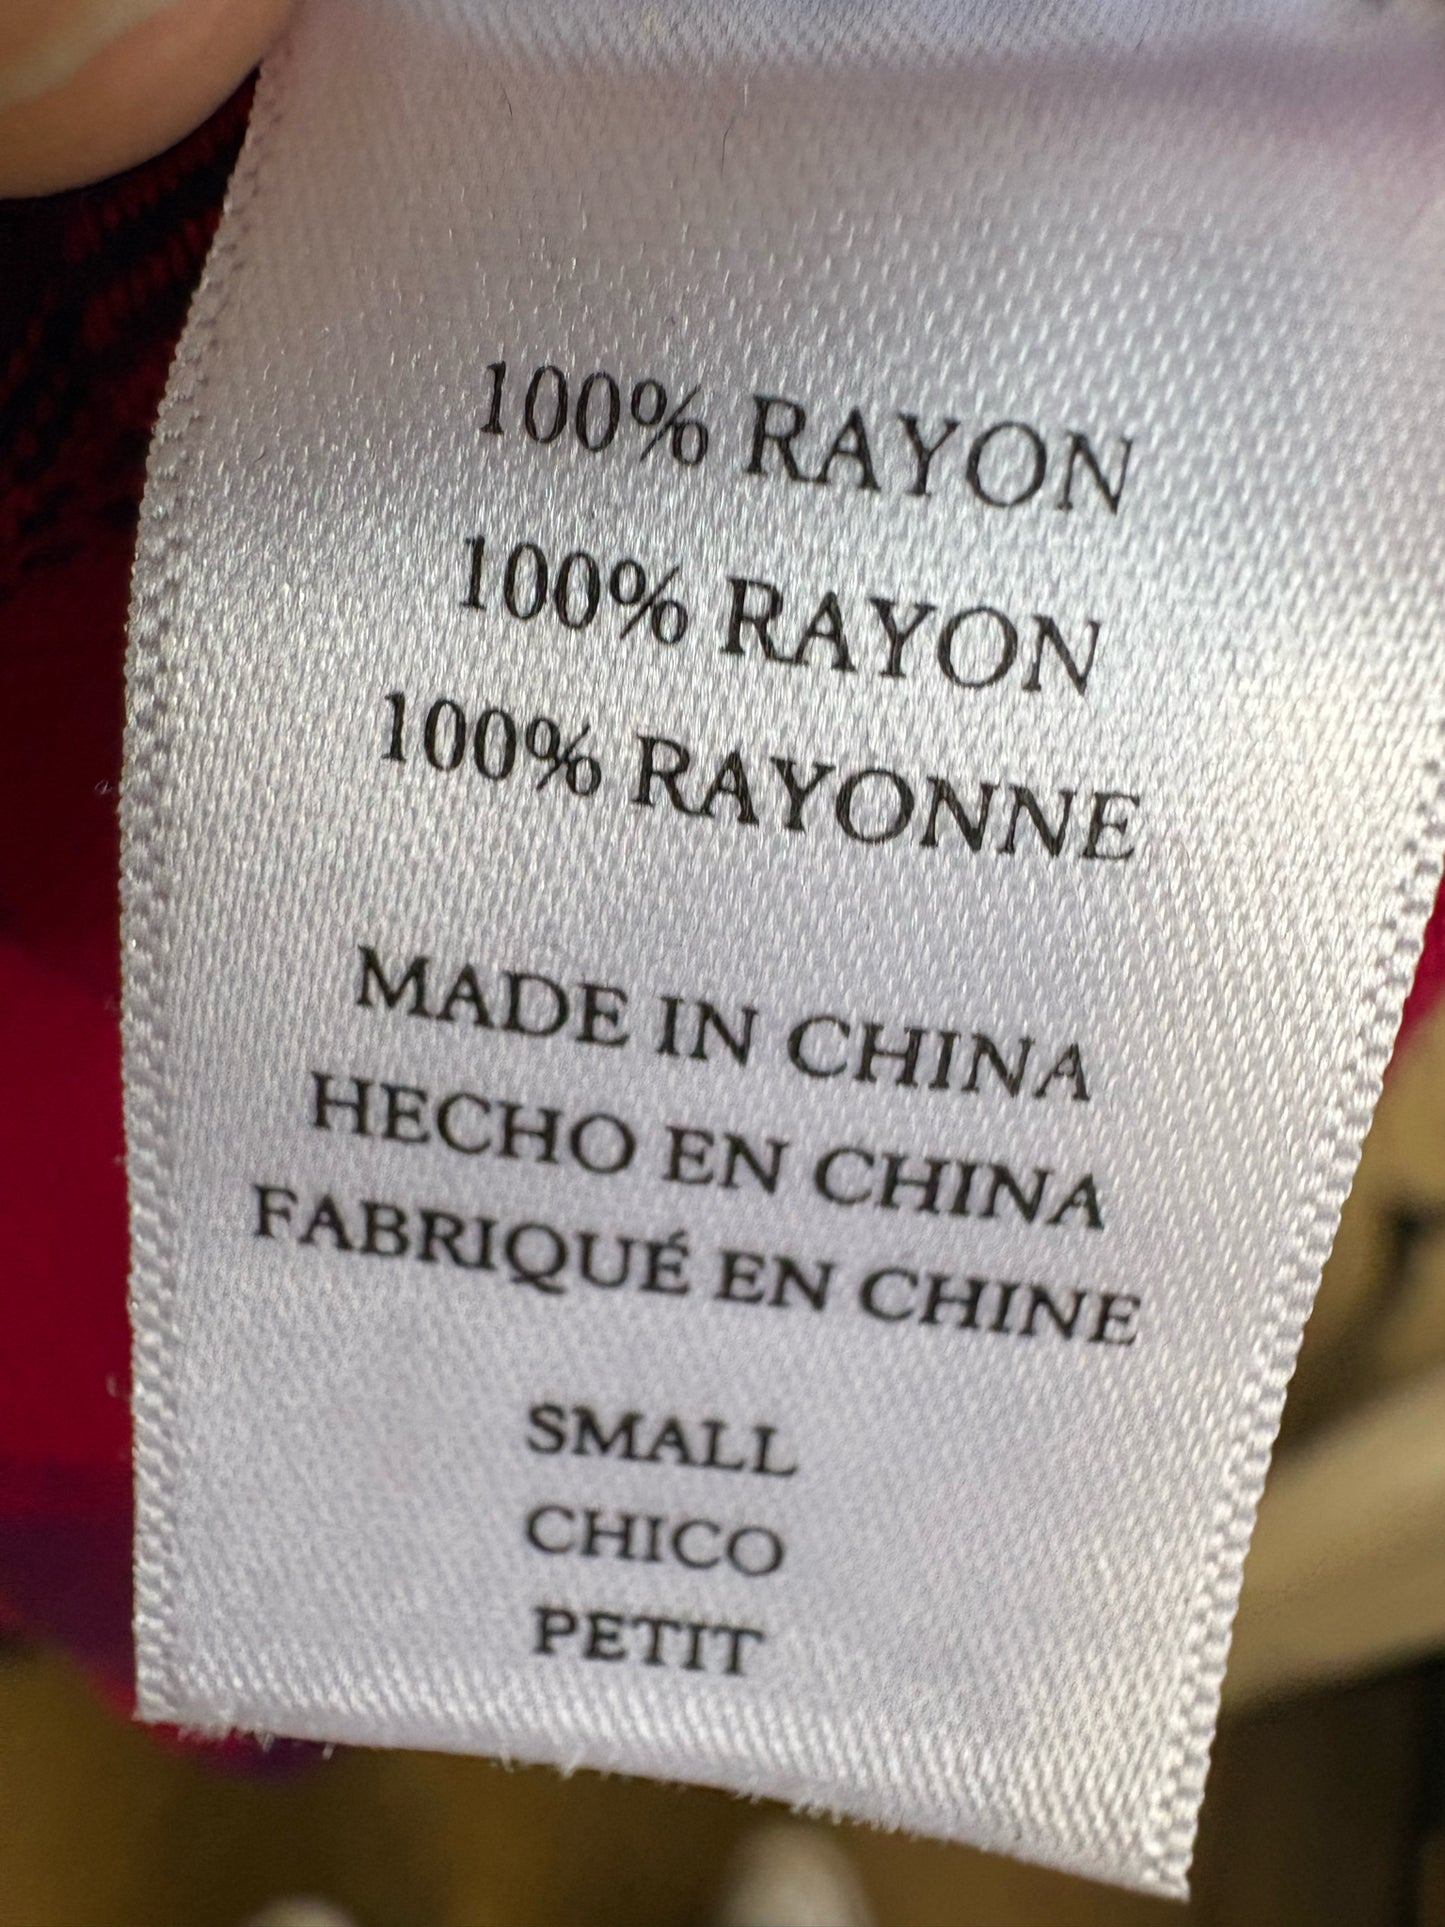 100% RAYON
100% RAYON
100% RAYONNE
MADE IN CHINA
HECHO EN CHINA
FABRIQUÉ EN CHINE
SMALL
CHICO
PETIT